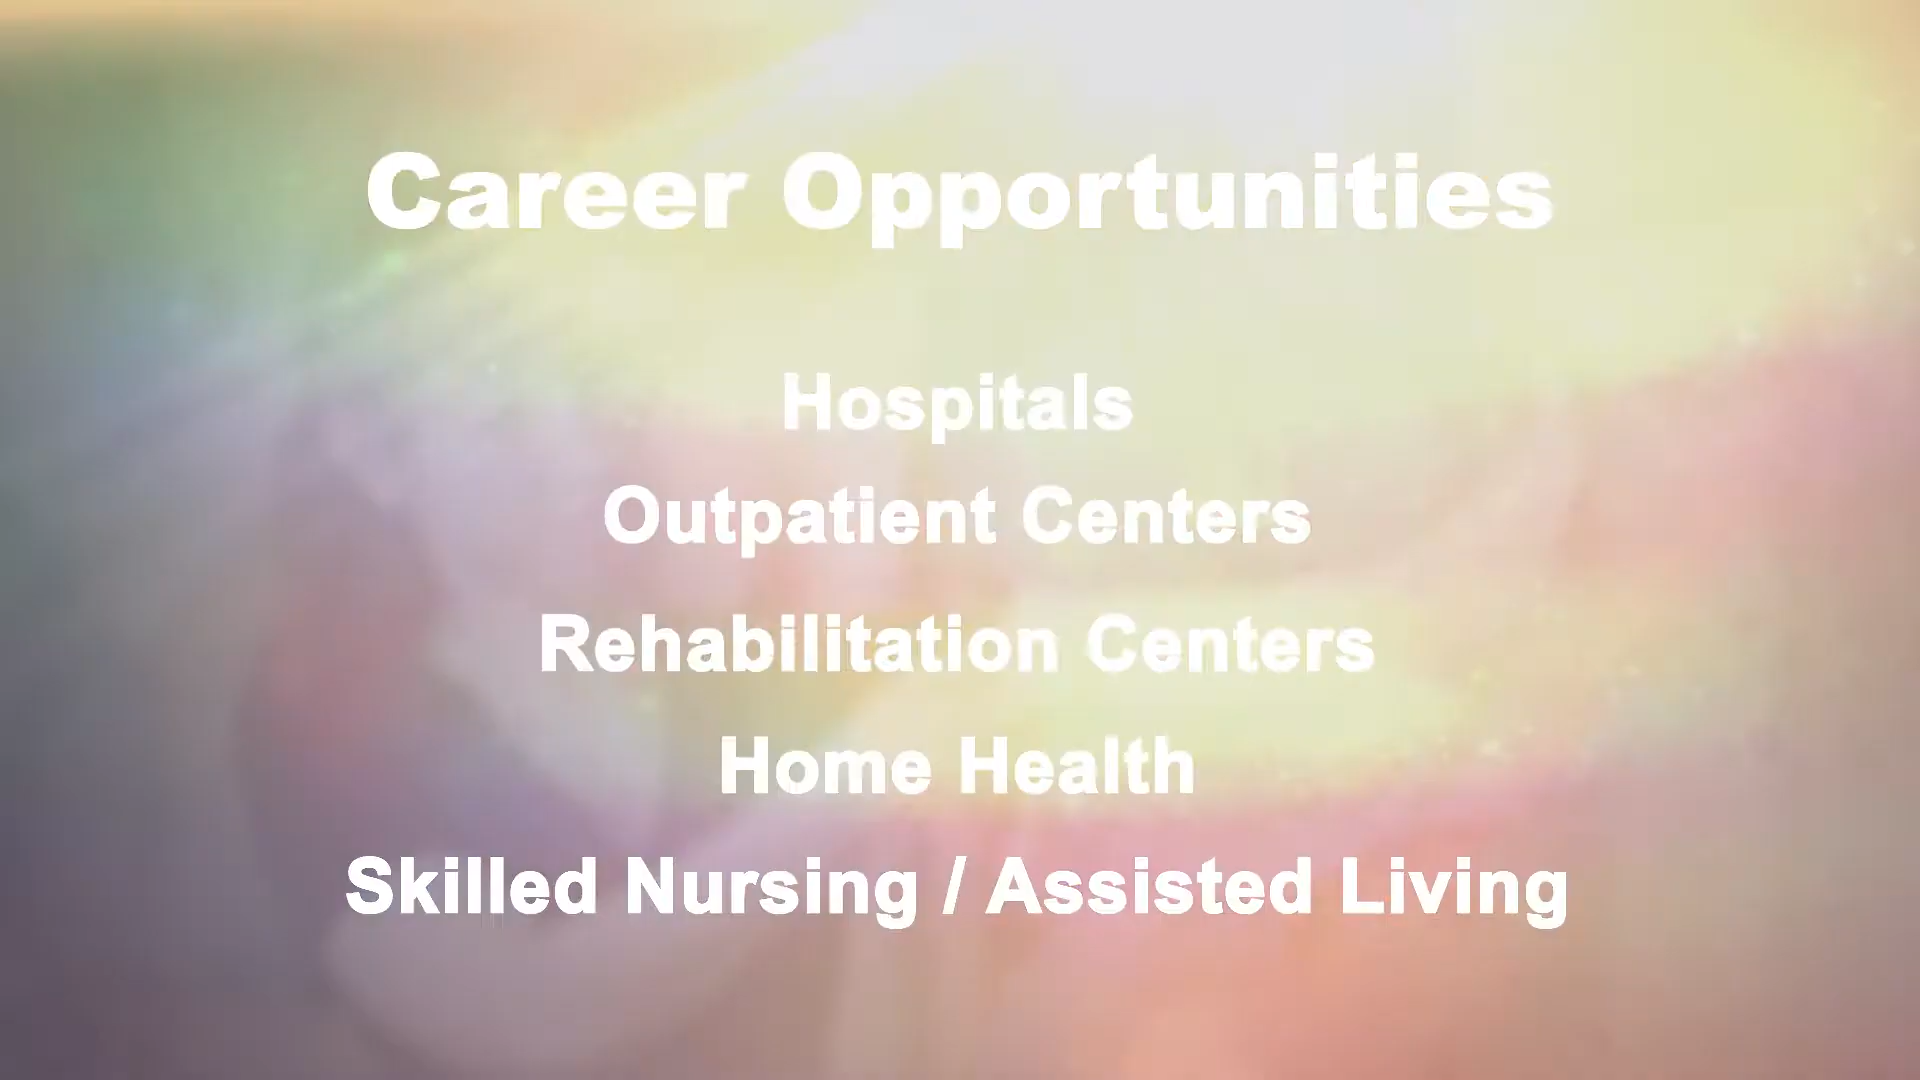 Career Opportunities
Hospitals
Outpatient Centers
Rehabilitation Centers
Home Health
Skilled Nursing / Assisted Living